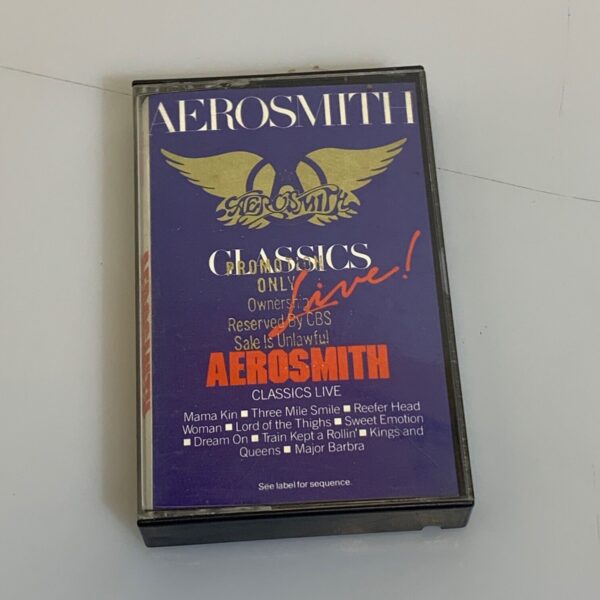 AEROSMITH
AEROSMITH
CLASSICS
Live!
PROMOTION
ONLY
Ownership
Reserved By CBS
Sale Is Unlawful
AEROSMITH
CLASSICS LIVE
Mama Kin ■ Three Mile Smile ■ Reefer Head
Woman ■ Lord of the Thighs ■ Sweet Emotion
■ Dream On ■ Train Kept a Rollin' ■ Kings and
Queens ■ Major Barbra
See label for sequence.